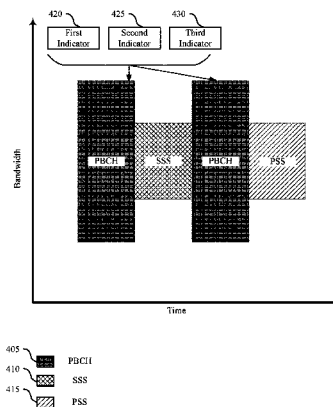 420 425 430
First Indicator
Second Indicator
Third Indicator
Bandwidth
PBCH SSS PBCH PSS
Time
405 PBCH
410 SSS
415 PSS